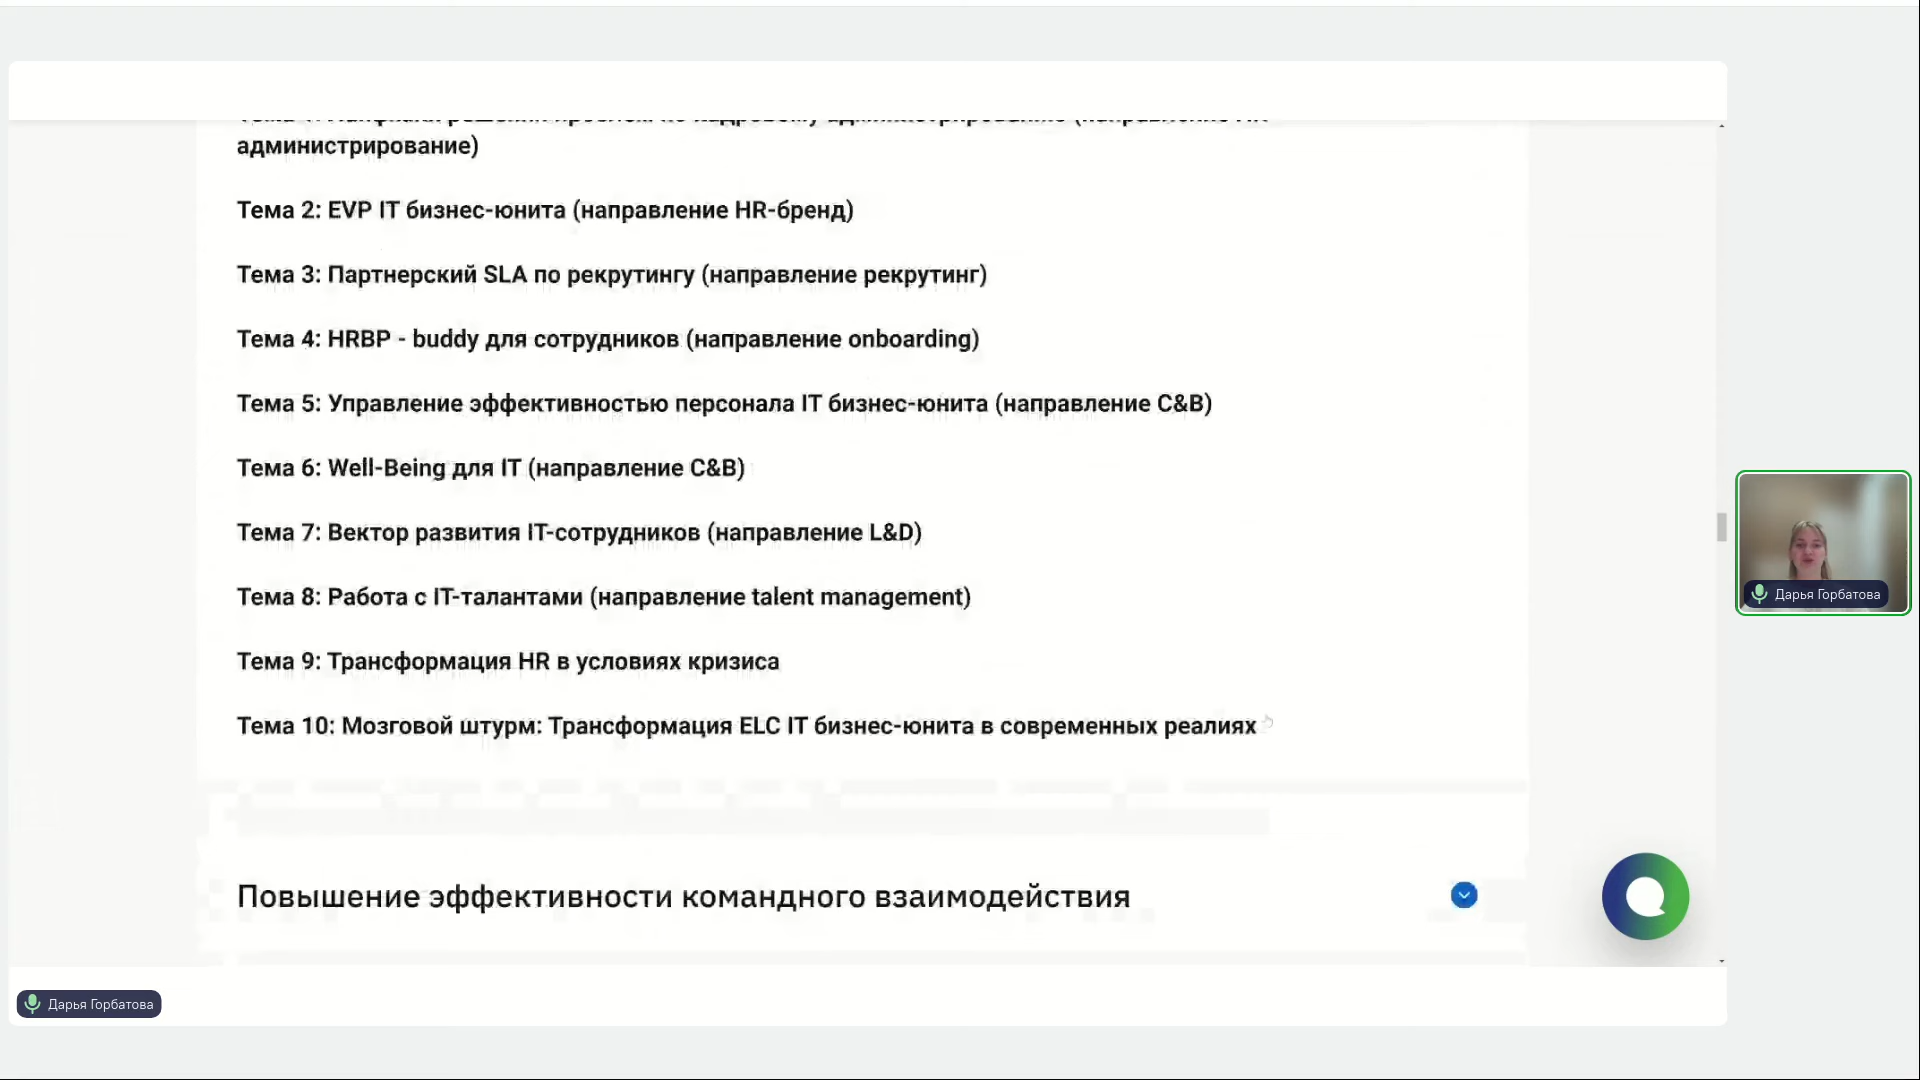 администрирование)
Тема 2: EVP IT бизнес-юнита (направление HR-бренд)
Тема 3: Партнерский SLA по рекрутингу (направление рекрутинг)
Тема 4: HRBP - buddy для сотрудников (направление onboarding)
Тема 5: Управление эффективностью персонала IT бизнес-юнита (направление C&B)
Тема 6: Well-Being для IT (направление C&B)
Тема 7: Вектор развития IT-сотрудников (направление L&D)
Тема 8: Работа с IT-талантами (направление talent management)
Тема 9: Трансформация HR в условиях кризиса
Тема 10: Мозговой штурм: Трансформация ELC IT бизнес-юнита в современных реалиях
Повышение эффективности командного взаимодействия
Дарья Горбатова
Дарья Горбатова